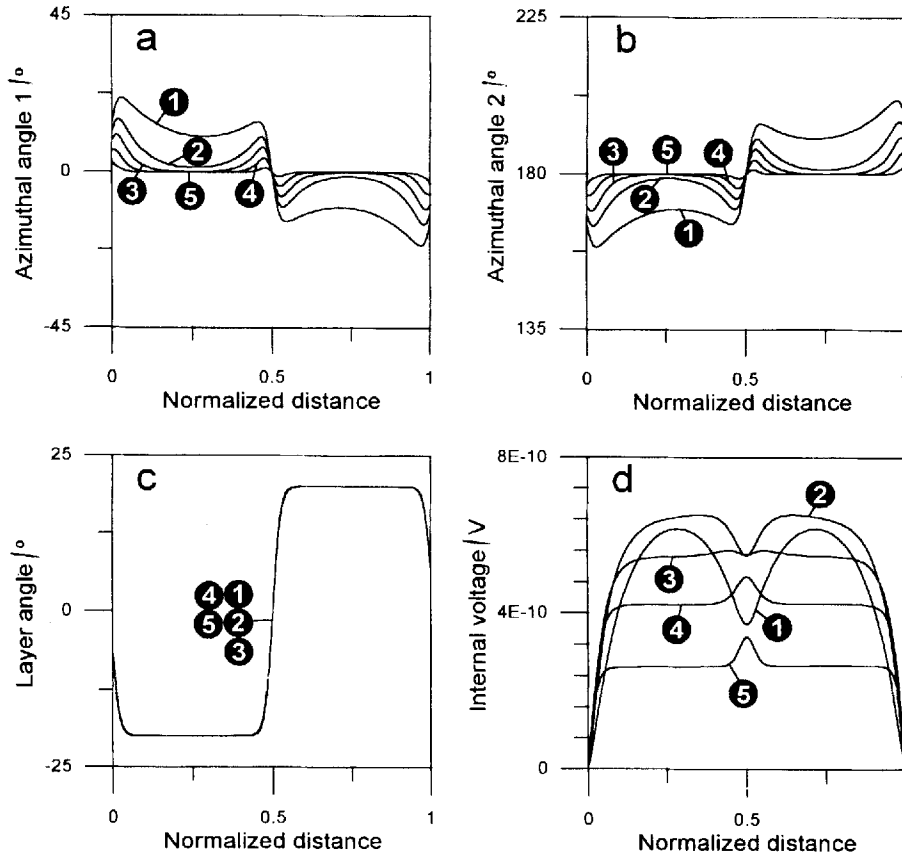 45
0
-45
Azimuthal angle 1 /°
a
1
2
3
5
4
0
0.5
1
Normalized distance
225
180
135
Azimuthal angle 2 /°
b
3
5
4
2
1
0
0.5
1
Normalized distance
25
0
-25
Layer angle /°
c
4 1
5 2
3
0
0.5
1
Normalized distance
8E-10
4E-10
0
Internal voltage / V
d
2
3
4
1
5
0
0.5
1
Normalized distance